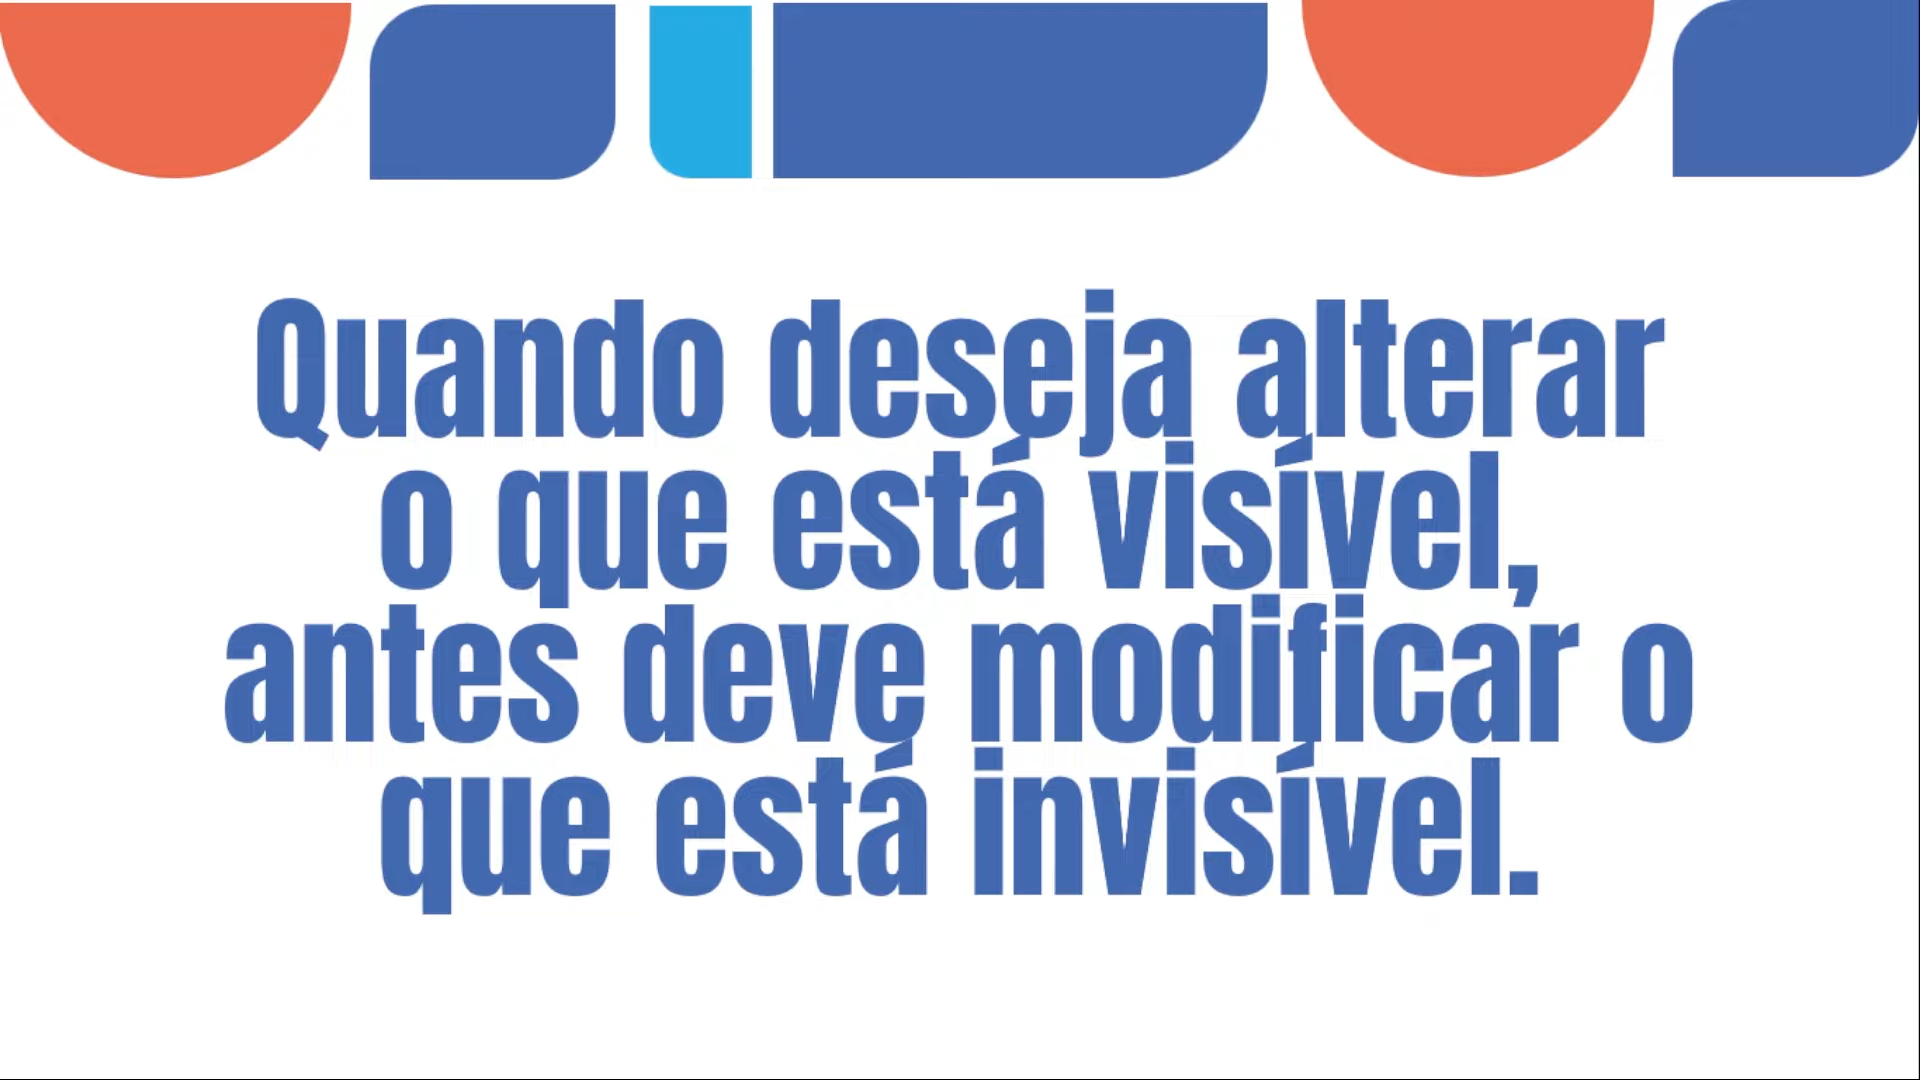 Quando deseja alterar
o que está visível,
antes deve modificar o
que está invisível.